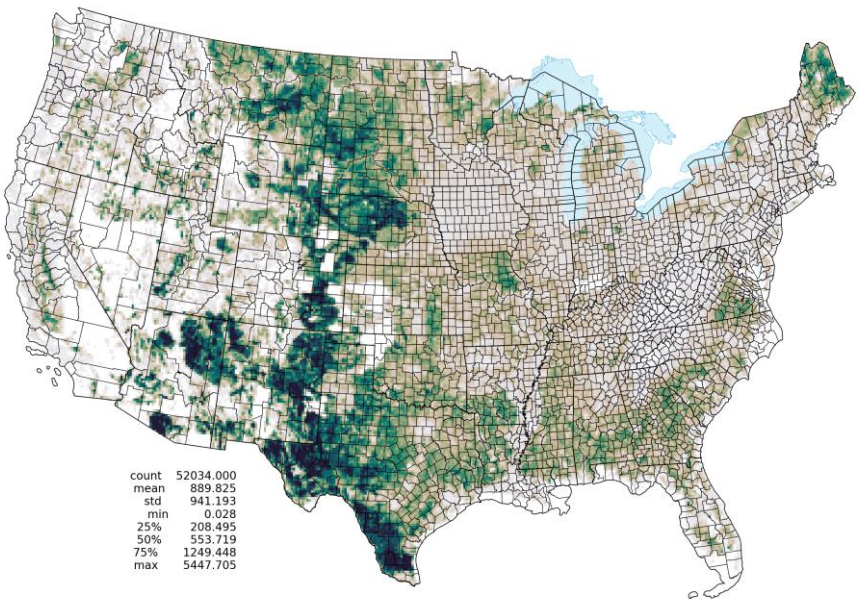 count 52034.000
mean 889.825
std 941.193
min 0.028
25% 208.495
50% 553.719
75% 1249.448
max 5447.705